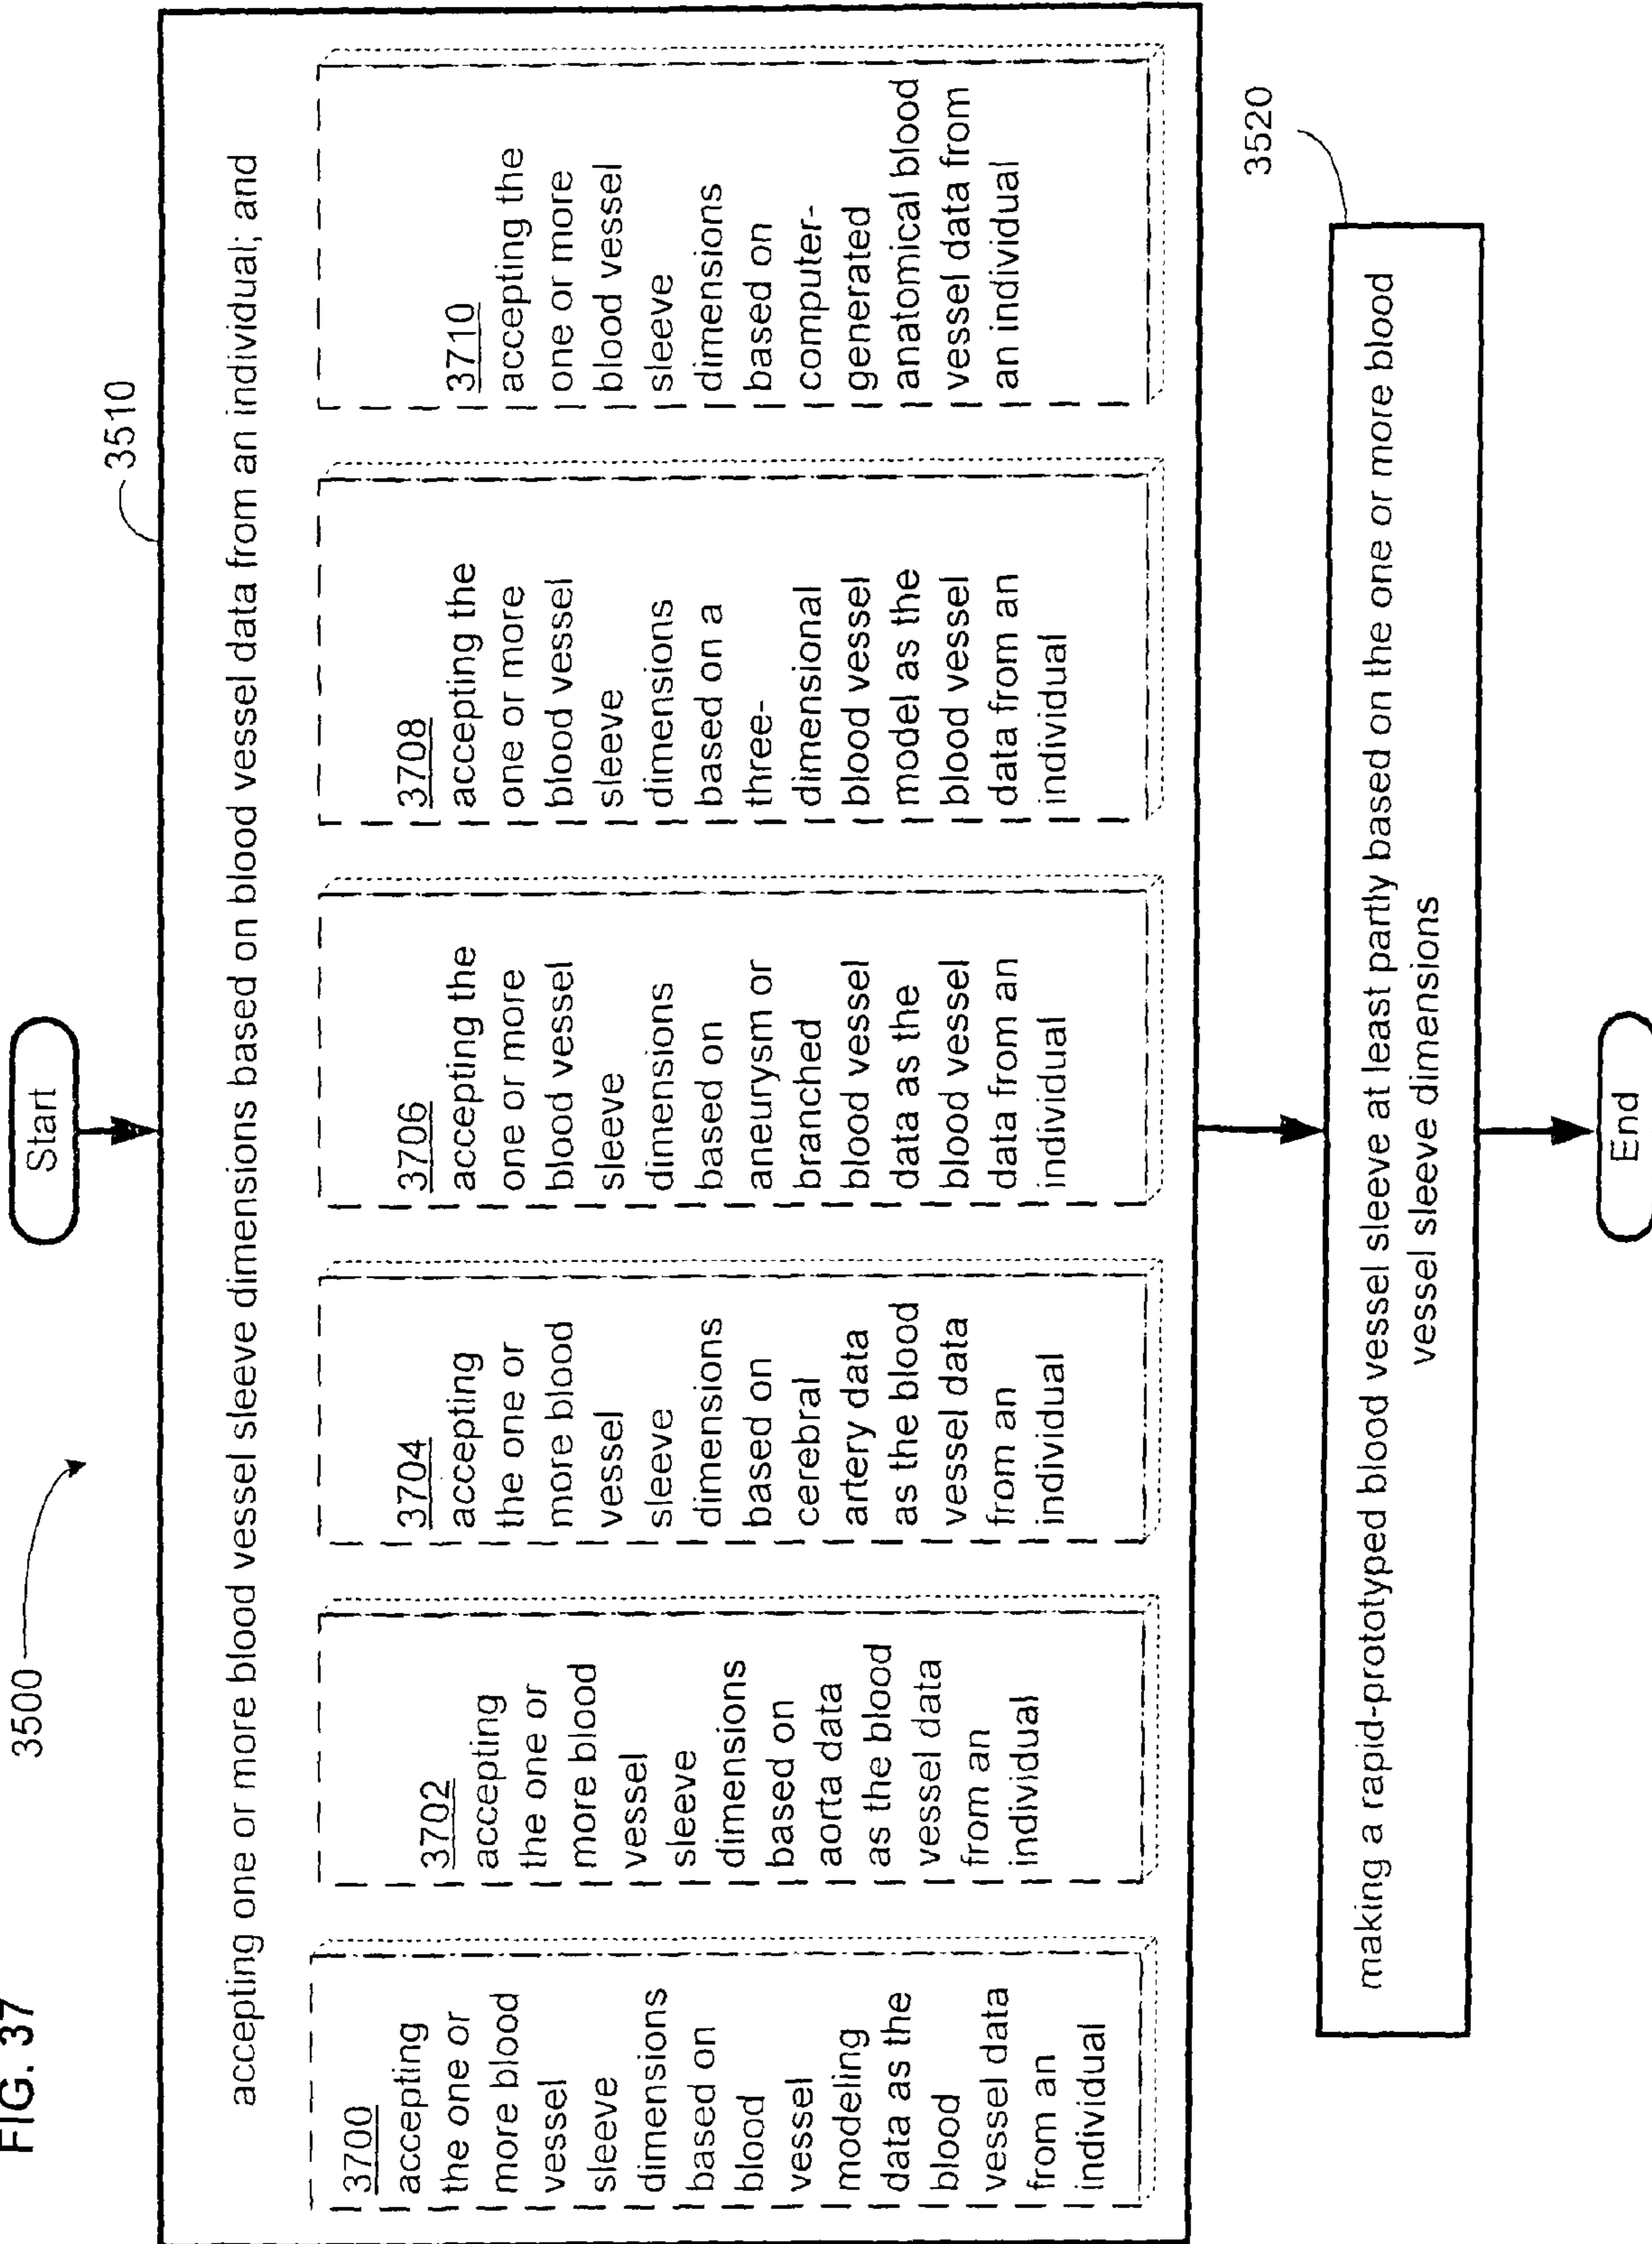 FIG. 37
3500
Start
3510
accepting one or more blood vessel sleeve dimensions based on blood vessel data from an individual; and
3700
accepting
the one or
more blood
vessel
sleeve
dimensions
based on
blood
vessel
modeling
data as the
blood
vessel data
from an
individual
3702
accepting
the one or
more blood
vessel
sleeve
dimensions
based on
aorta data
as the blood
vessel data
from an
individual
3704
accepting
the one or
more blood
vessel
sleeve
dimensions
based on
cerebral
artery data
as the blood
vessel data
from an
individual
3706
accepting the
one or more
blood vessel
sleeve
dimensions
based on
aneurysm or
branched
blood vessel
data as the
blood vessel
data from an
individual
3708
accepting the
one or more
blood vessel
sleeve
dimensions
based on a
three-
dimensional
blood vessel
model as the
blood vessel
data from an
individual
3710
accepting the
one or more
blood vessel
sleeve
dimensions
based on
computer-
generated
anatomical blood
vessel data from
an individual
3520
making a rapid-prototyped blood vessel sleeve at least partly based on the one or more blood
vessel sleeve dimensions
End